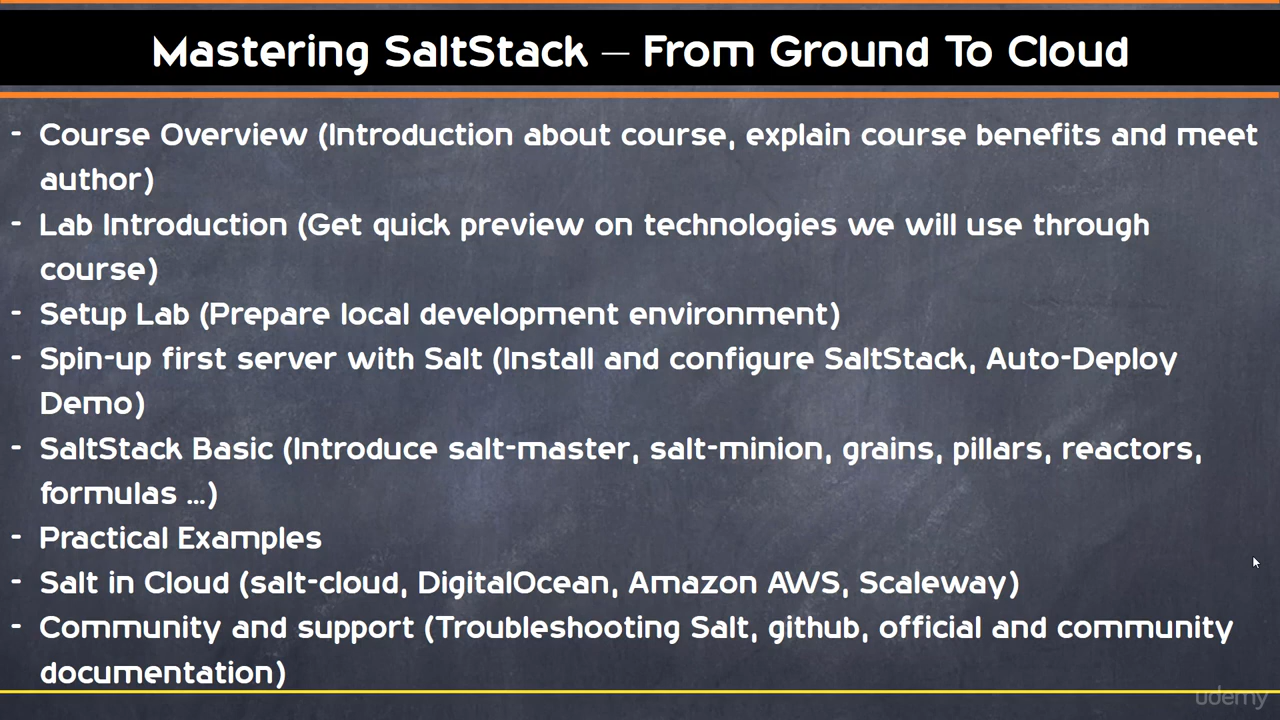 Mastering SaltStack – From Ground To Cloud
- Course Overview (Introduction about course, explain course benefits and meet
author)
- Lab Introduction (Get quick preview on technologies we will use through
course)
- Setup Lab (Prepare local development environment)
- Spin-up first server with Salt (Install and configure SaltStack, Auto-Deploy
Demo)
- SaltStack Basic (Introduce salt-master, salt-minion, grains, pillars, reactors,
formulas ...)
- Practical Examples
- Salt in Cloud (salt-cloud, DigitalOcean, Amazon AWS, Scaleway)
- Community and support (Troubleshooting Salt, github, official and community
documentation)
udemy